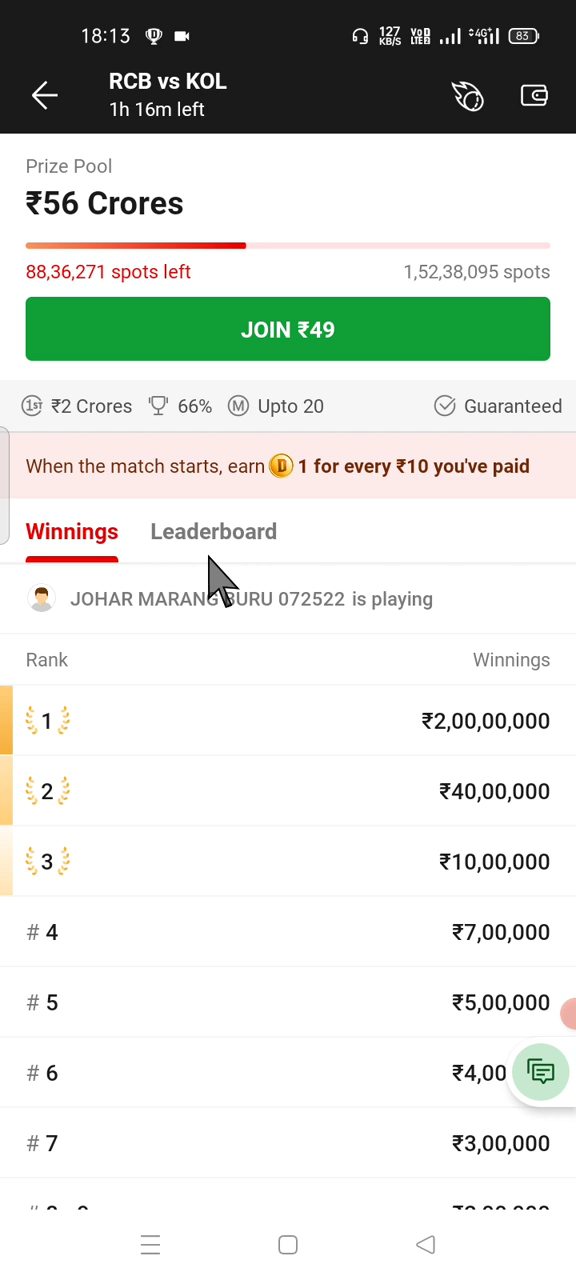 18:13
127 KB/S
VoD LTE
4G
83
RCB vs KOL
1h 16m left
Prize Pool
₹56 Crores
88,36,271 spots left
1,52,38,095 spots
JOIN ₹49
1ST ₹2 Crores
66%
M Upto 20
Guaranteed
When the match starts, earn D 1 for every ₹10 you've paid
Winnings
Leaderboard
JOHAR MARANG BURU 072522 is playing
Rank
Winnings
1
₹2,00,00,000
2
₹40,00,000
3
₹10,00,000
# 4
₹7,00,000
# 5
₹5,00,000
# 6
₹4,00
# 7
₹3,00,000